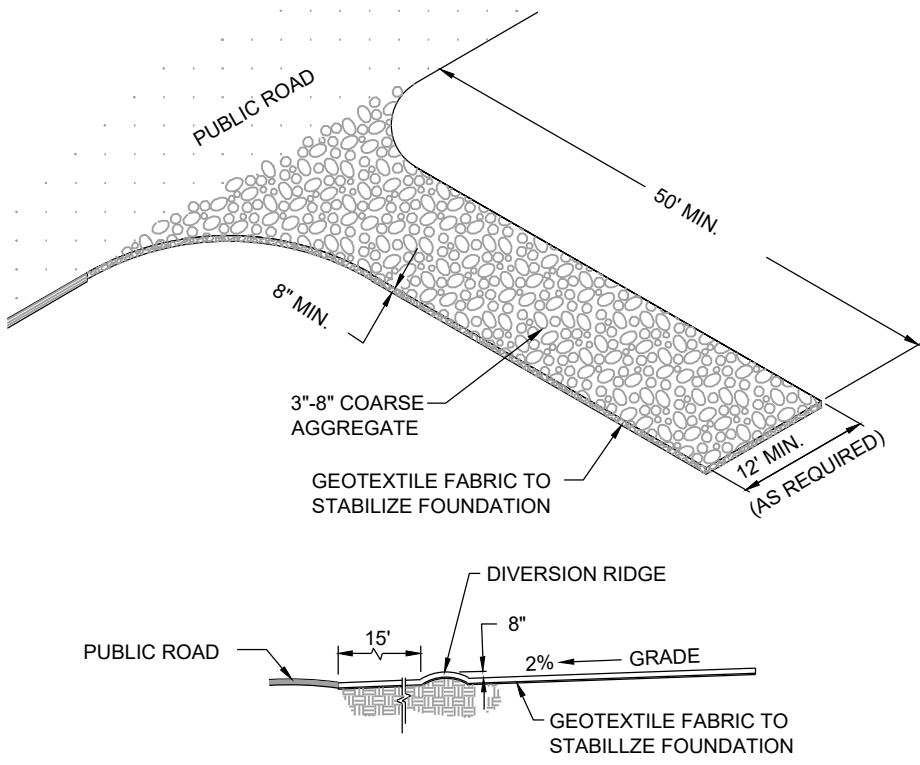 PUBLIC ROAD
50' MIN.
8" MIN.
3"-8" COARSE
AGGREGATE
GEOTEXTILE FABRIC TO
STABILIZE FOUNDATION
12' MIN.
(AS REQUIRED)
DIVERSION RIDGE
PUBLIC ROAD
15'
8"
2%
GRADE
GEOTEXTILE FABRIC TO
STABILLZE FOUNDATION